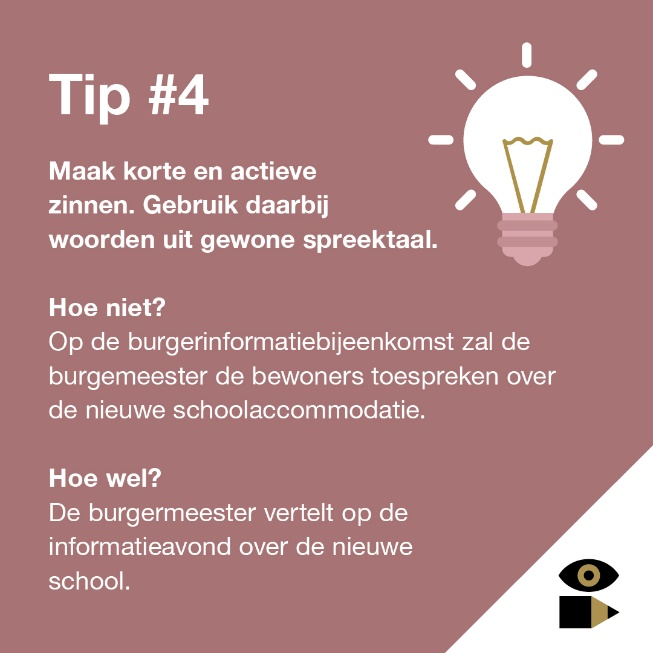 Tip #4
Maak korte en actieve
zinnen. Gebruik daarbij
woorden uit gewone spreektaal.
Hoe niet?
Op de burgerinformatiebijeenkomst zal de
burgemeester de bewoners toespreken over
de nieuwe schoolaccommodatie.
Hoe wel?
De burgermeester vertelt op de
informatieavond over de nieuwe
school.